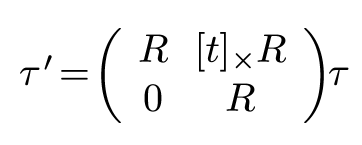 τ′ = ( R [t]×R
0 R ) τ